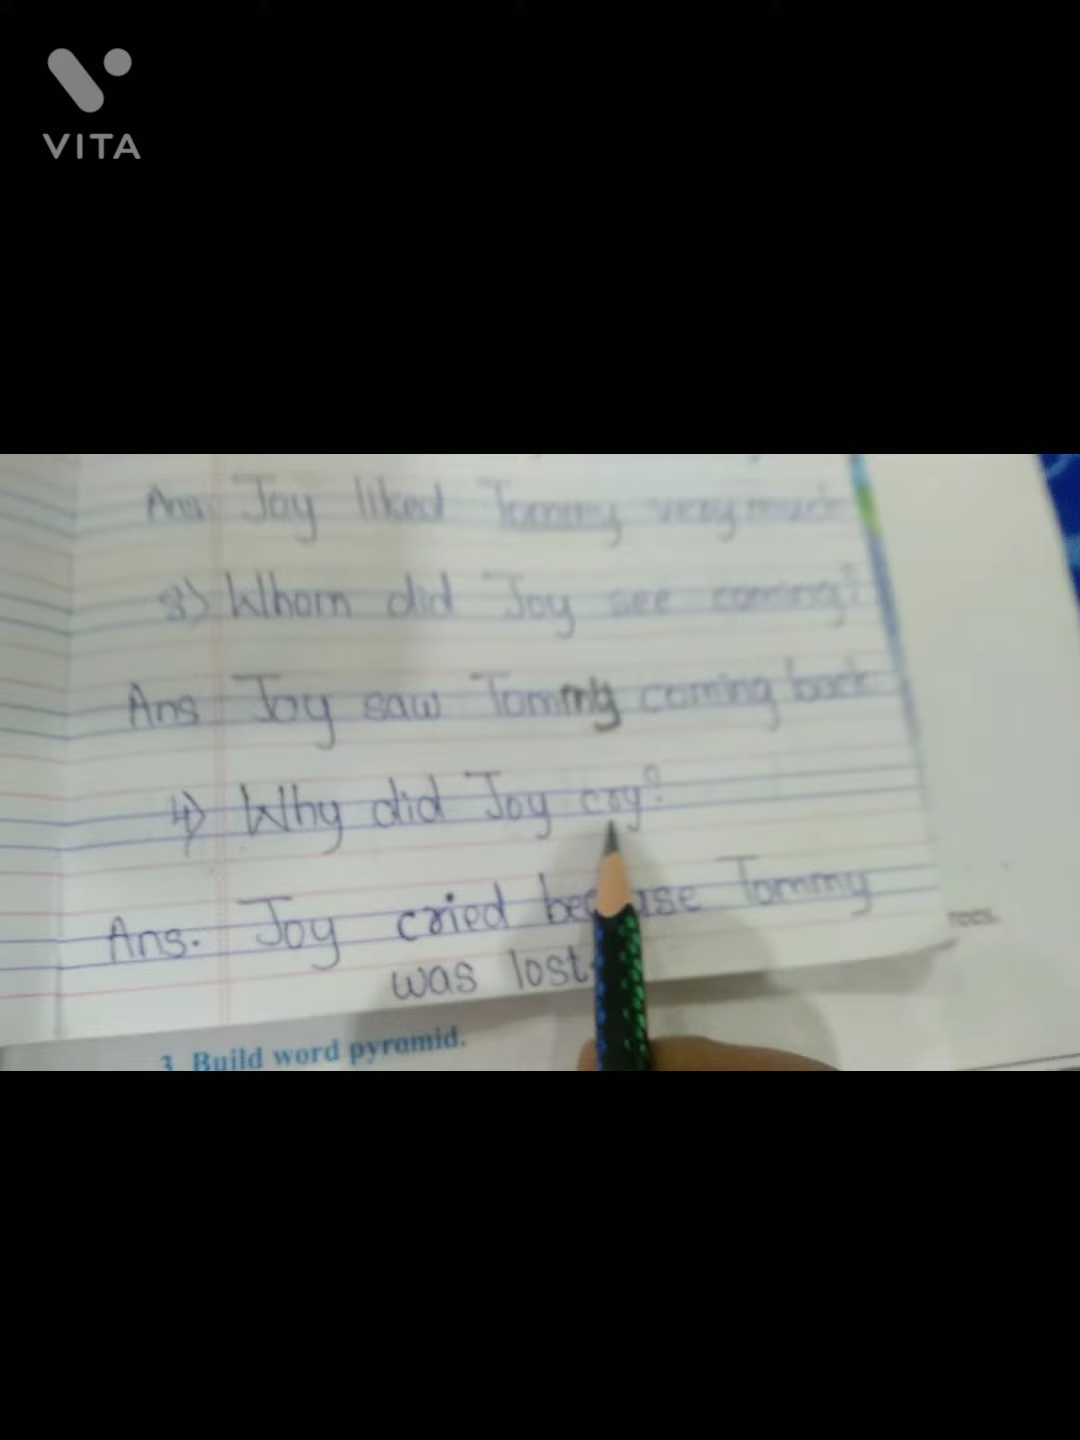 VITA
Ans. Joy liked Tommy very much
3) Whom did Joy see coming?
Ans Joy saw Tommy coming back
4) Why did Joy cry?
Ans. Joy cried because Tommy
was lost.
3. Build word pyramid.